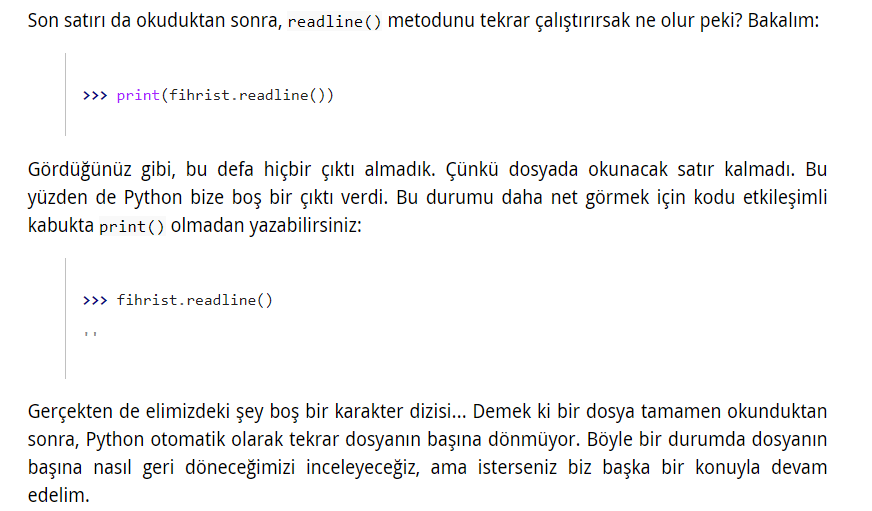 Son satırı da okuduktan sonra, readline() metodunu tekrar çalıştırırsak ne olur peki? Bakalım:
>>> print(fihrist.readline())
Gördüğünüz gibi, bu defa hiçbir çıktı almadık. Çünkü dosyada okunacak satır kalmadı. Bu
yüzden de Python bize boş bir çıktı verdi. Bu durumu daha net görmek için kodu etkileşimli
kabukta print() olmadan yazabilirsiniz:
>>> fihrist.readline()
''
Gerçekten de elimizdeki şey boş bir karakter dizisi... Demek ki bir dosya tamamen okunduktan
sonra, Python otomatik olarak tekrar dosyanın başına dönmüyor. Böyle bir durumda dosyanın
başına nasıl geri döneceğimizi inceleyeceğiz, ama isterseniz biz başka bir konuyla devam
edelim.